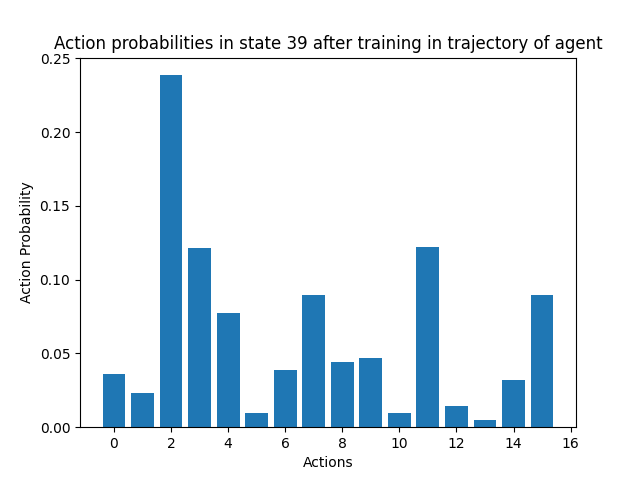 Action probabilities in state 39 after training in trajectory of agent
0.25
0.20
0.15
0.10
0.05
0.00
Action Probability
0 2 4 6 8 10 12 14 16
Actions